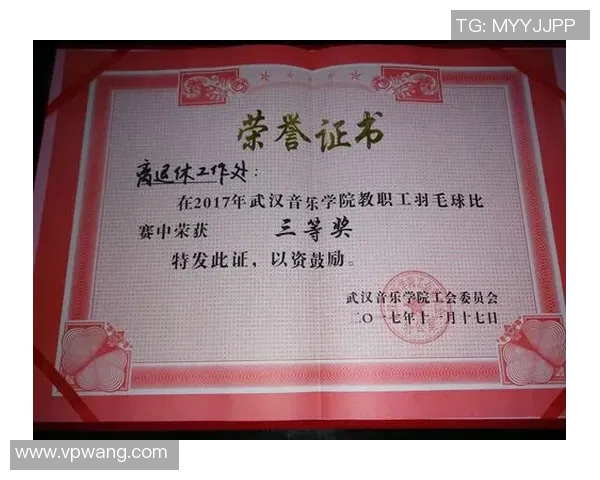 TG: MYYJJPP
荣誉证书
离退休工作处:
在2017年武汉音乐学院教职工羽毛球比
赛中荣获 三等奖
特发此证，以资鼓励。
武汉音乐学院工会委员会
二〇一七年十一月十七日
www.vpwang.com